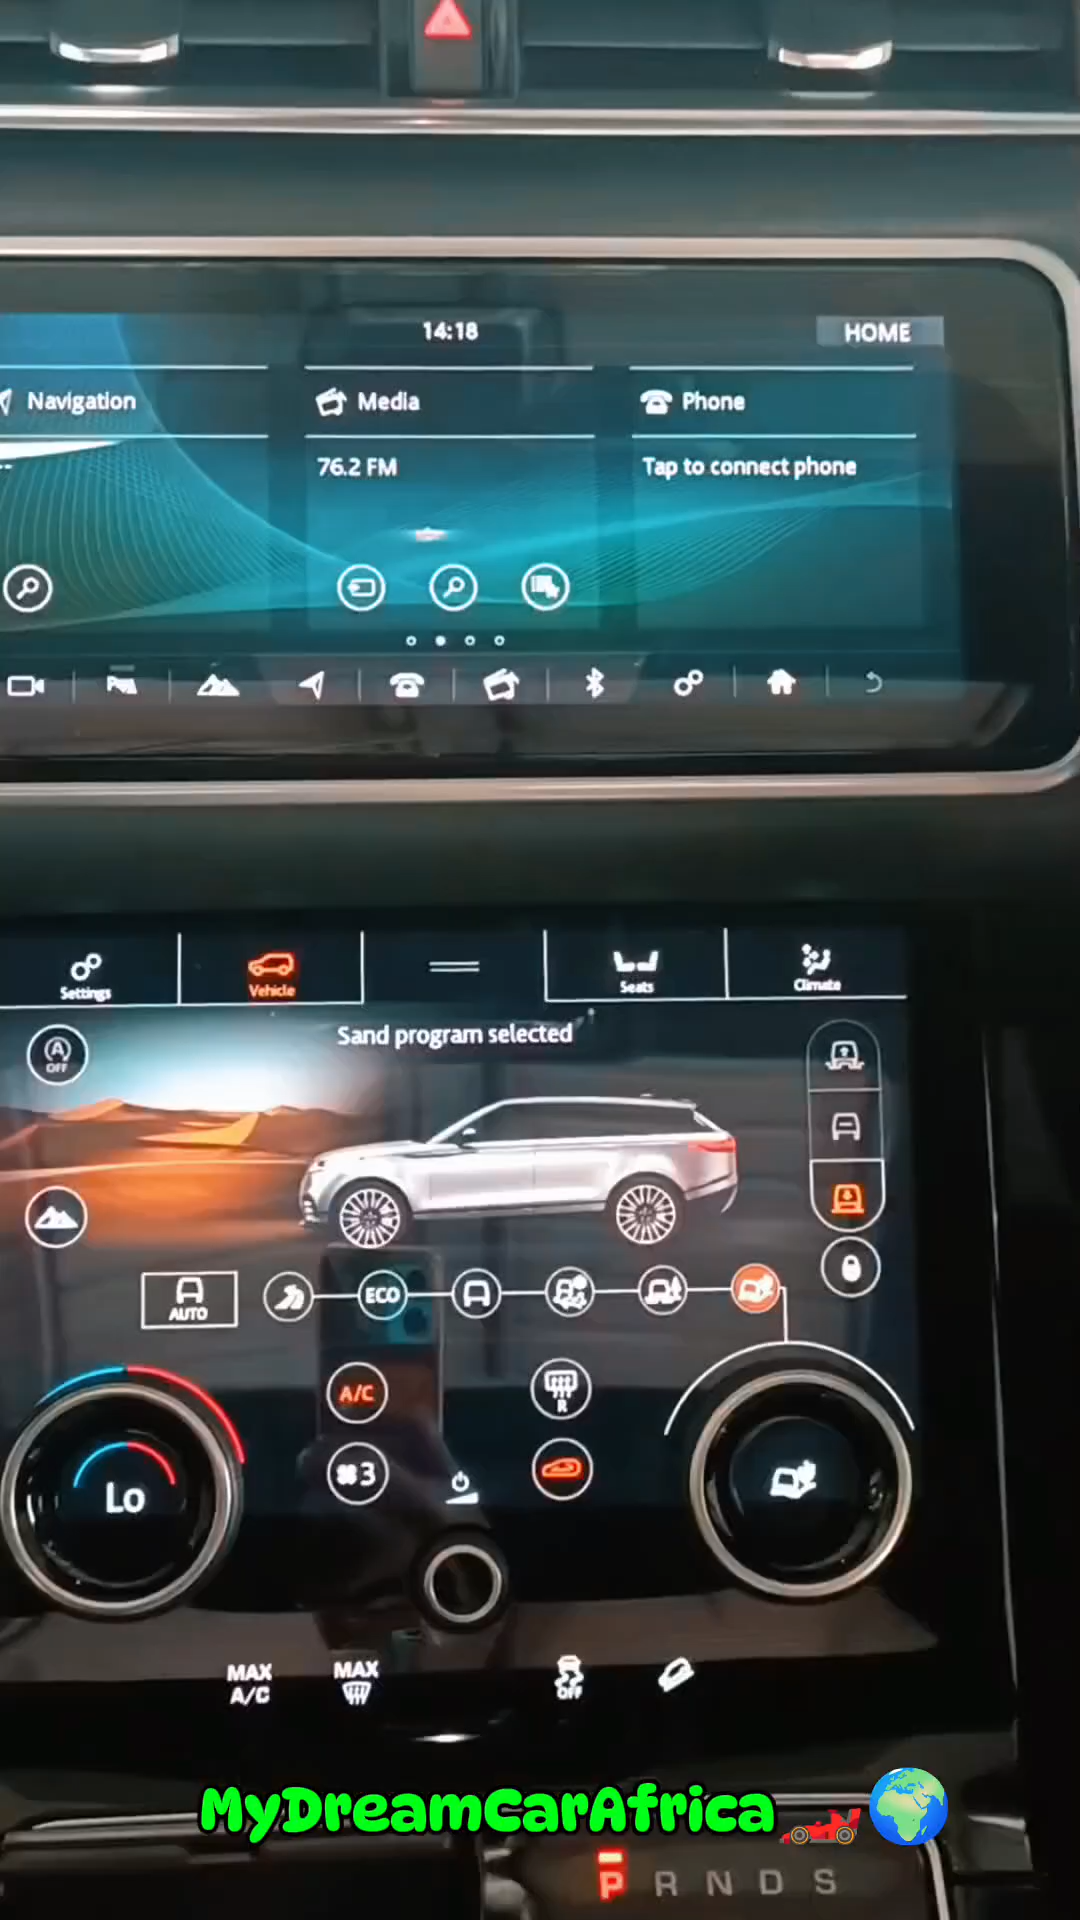 14:18
HOME
Navigation
Media
Phone
--
76.2 FM
Tap to connect phone
Settings
Vehicle
Seats
Climate
Sand program selected
A
OFF
AUTO
ECO
A/C
R
3
Lo
MAX
A/C
MAX
OFF
MyDreamCarAfrica
P R N D S